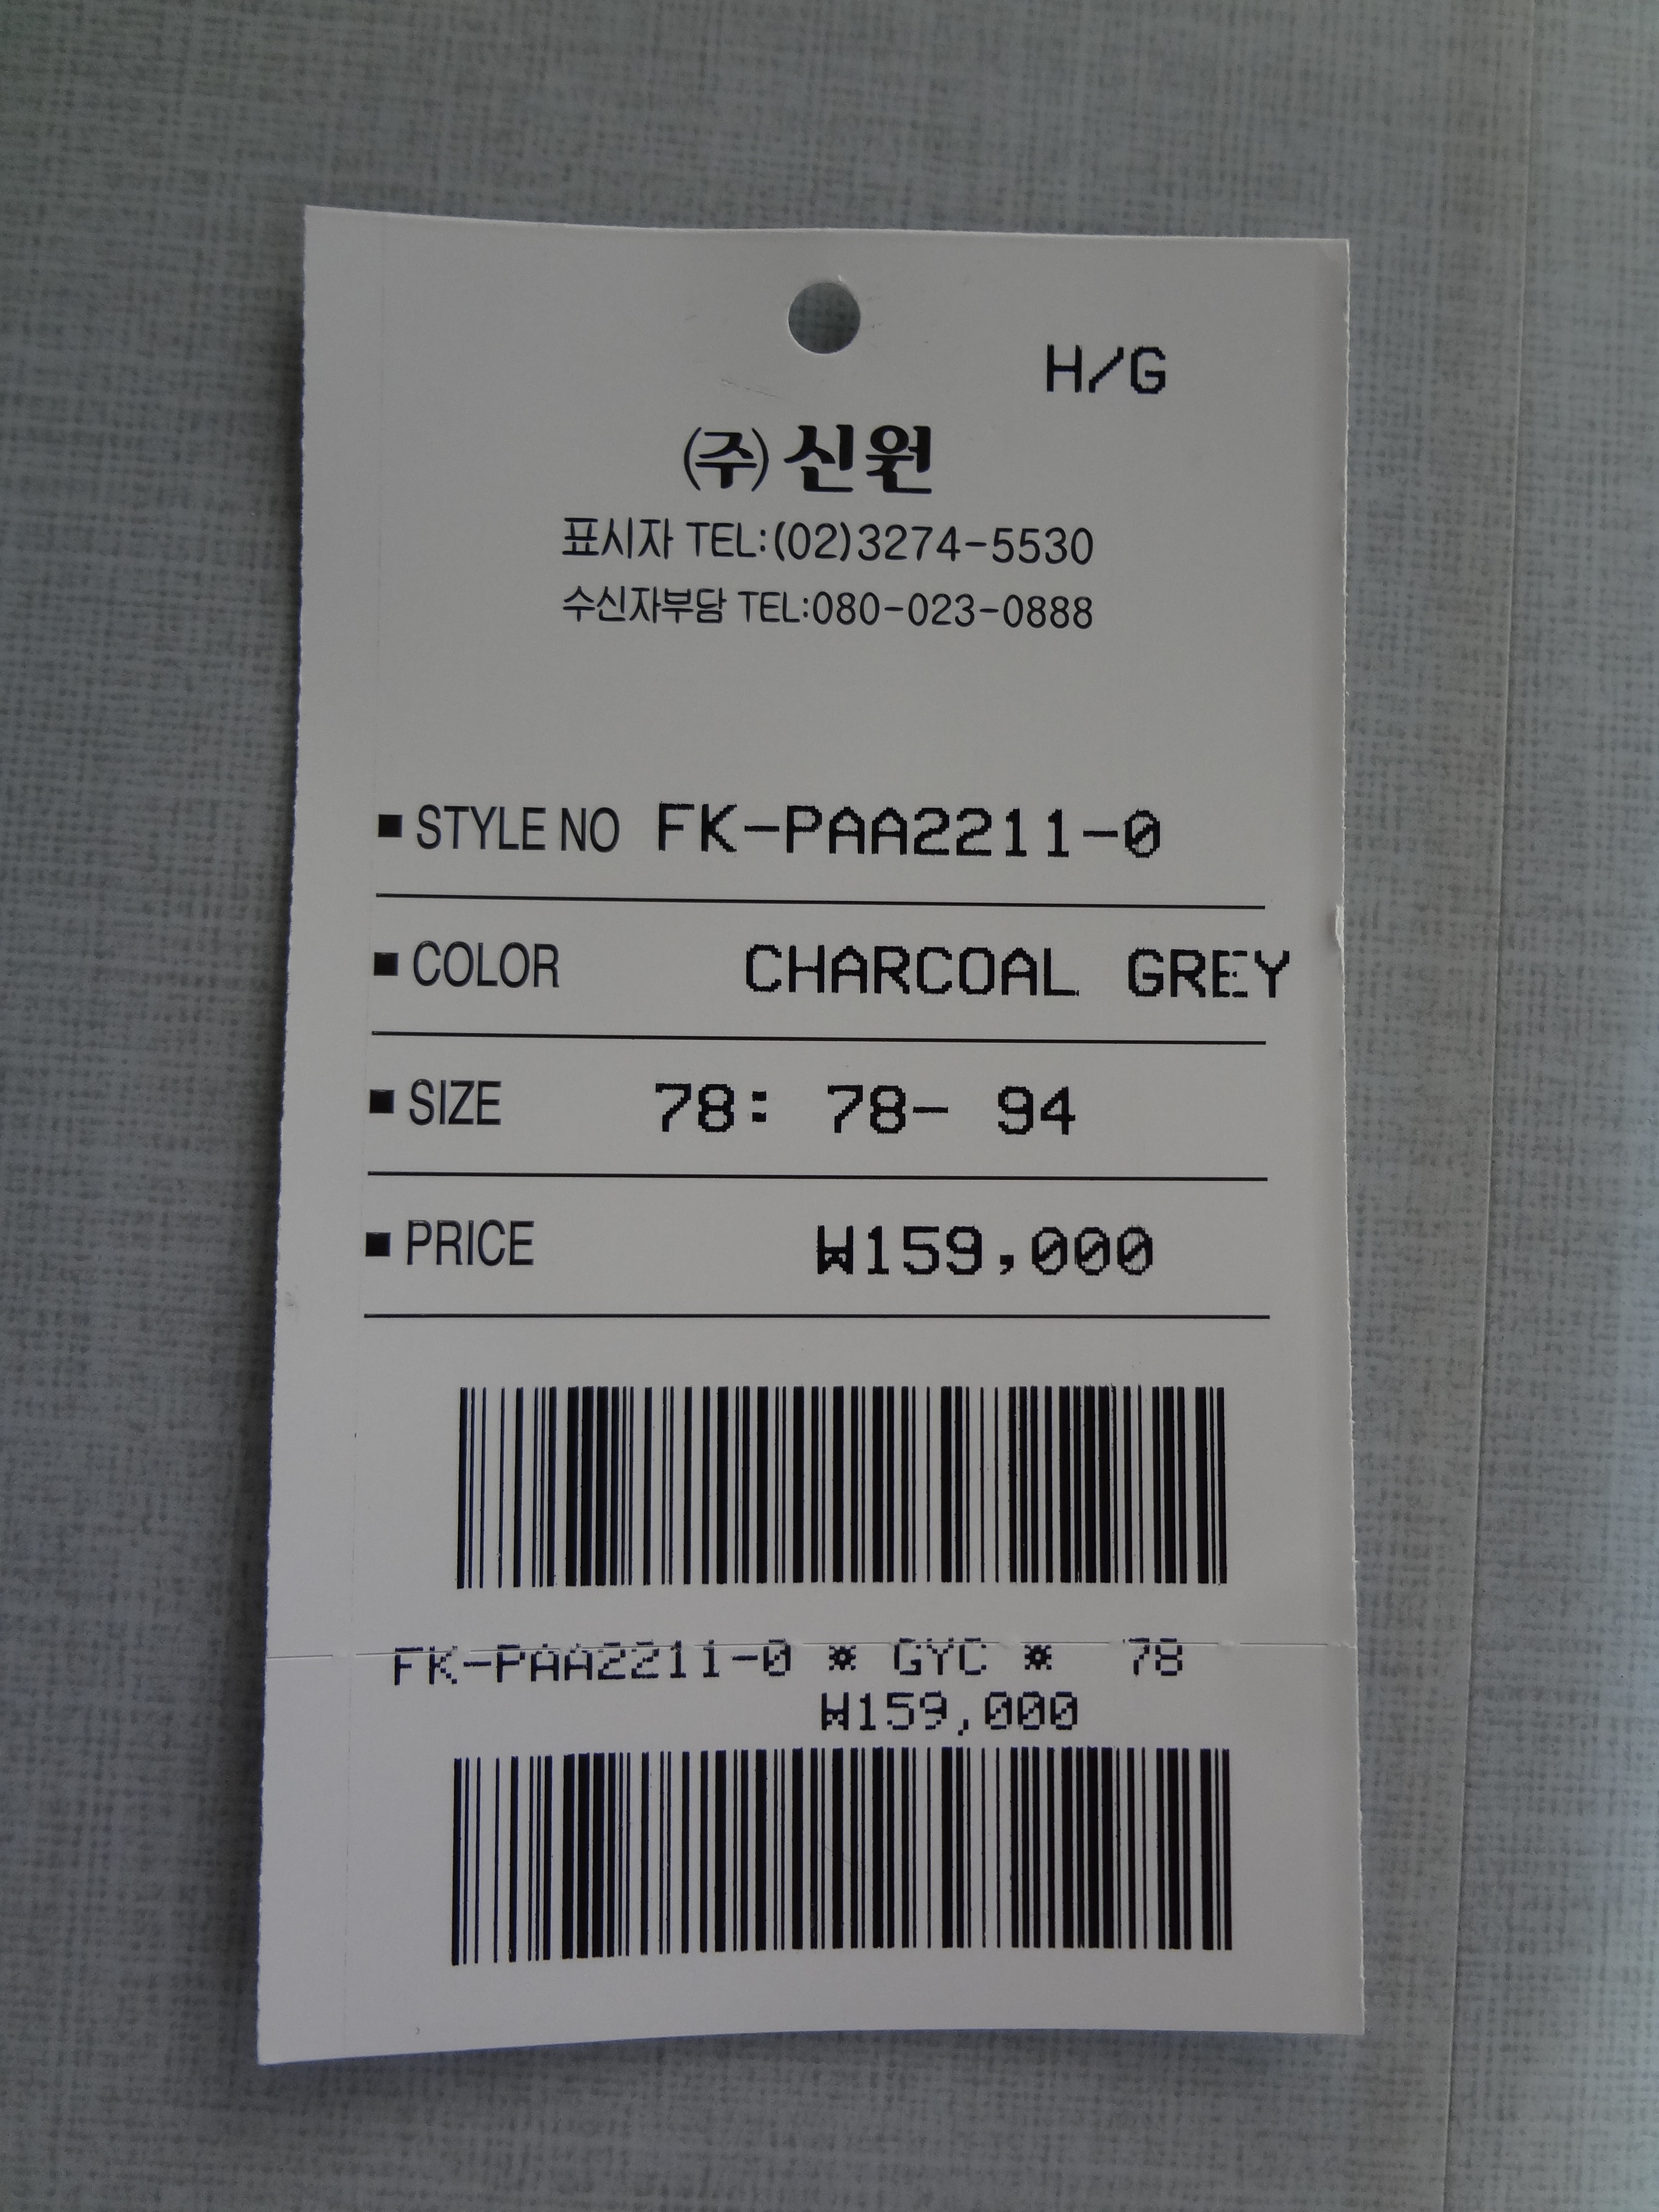 H/G
㈜신원
표시자 TEL:(02)3274-5530
수신자부담 TEL:080-023-0888
■ STYLE NO FK-PAA2211-0
■ COLOR CHARCOAL GREY
■ SIZE 78: 78- 94
■ PRICE ₩159,000
FK-PAA2211-0 * GYC * 78
₩159,000